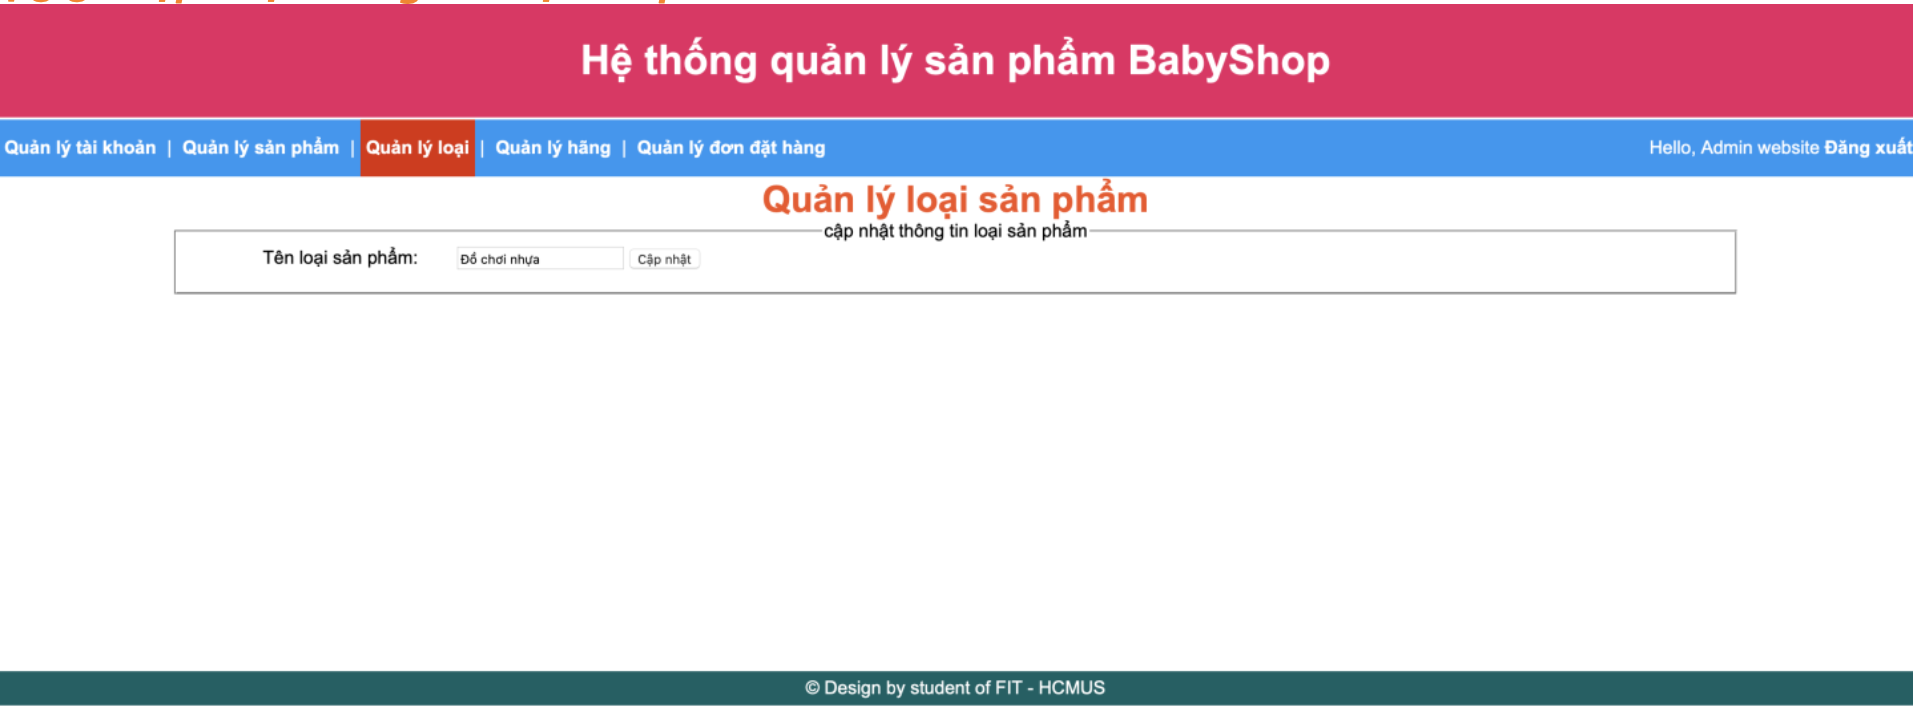 Hệ thống quản lý sản phẩm BabyShop
Quản lý tài khoản | Quản lý sản phẩm | Quản lý loại | Quản lý hãng | Quản lý đơn đặt hàng Hello, Admin website Đăng xuất
Quản lý loại sản phẩm
cập nhật thông tin loại sản phẩm
Tên loại sản phẩm: Đồ chơi nhựa Cập nhật
© Design by student of FIT - HCMUS